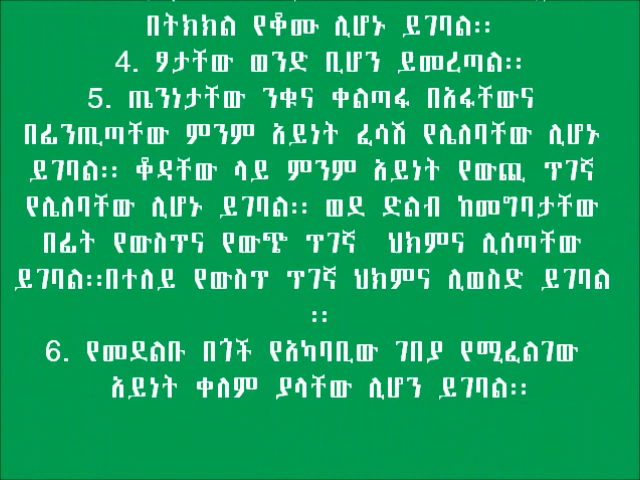 በትክክል የቆሙ ሊሆኑ ይገባል፡፡
4. ፃታቸው ወንድ ቢሆን ይመረጣል፡፡
5. ጤንነታቸው ንቁና ቀልጣፋ በአፋቸውና
በፊንጢጣቸው ምንም አይነት ፈሳሽ የሌለባቸው ሊሆኑ
ይገባል፡፡ ቆዳቸው ላይ ምንም አይነት የውጪ ጥገኛ
የሌለባቸው ሊሆኑ ይገባል፡፡ ወደ ድልብ ከመግባታቸው
በፊት የውስጥና የውጭ ጥገኛ ህክምና ሊሰጣቸው
ይገባል፡፡በተለይ የውስጥ ጥገኛ ህክምና ሊወስድ ይገባል
፡፡
6. የመደልቡ በጎች የአካባቢው ገበያ የሚፈልገው
አይነት ቀለም ያላቸው ሊሆን ይገባል፡፡